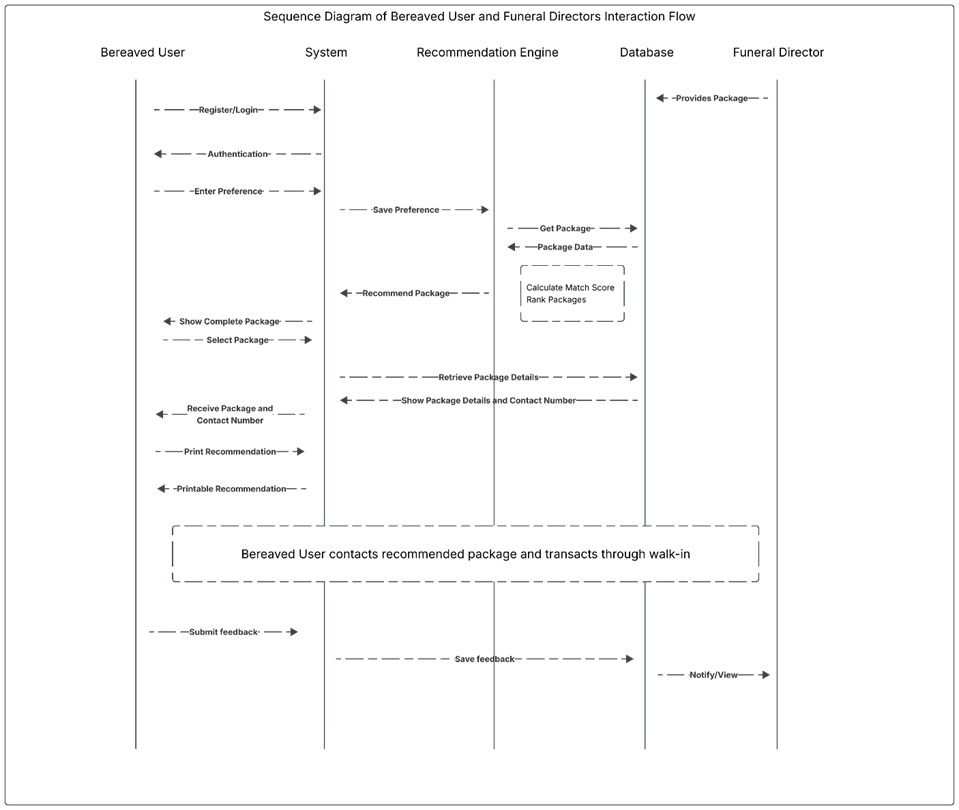 Sequence Diagram of Bereaved User and Funeral Directors Interaction Flow
Bereaved User
System
Recommendation Engine
Database
Funeral Director
Provides Package
Register/Login
Authentication
Enter Preference
Save Preference
Get Package
Package Data
Calculate Match Score
Rank Packages
Recommend Package
Show Complete Package
Select Package
Retrieve Package Details
Show Package Details and Contact Number
Receive Package and
Contact Number
Print Recommendation
Printable Recommendation
Bereaved User contacts recommended package and transacts through walk-in
Submit feedback
Save feedback
Notify/View